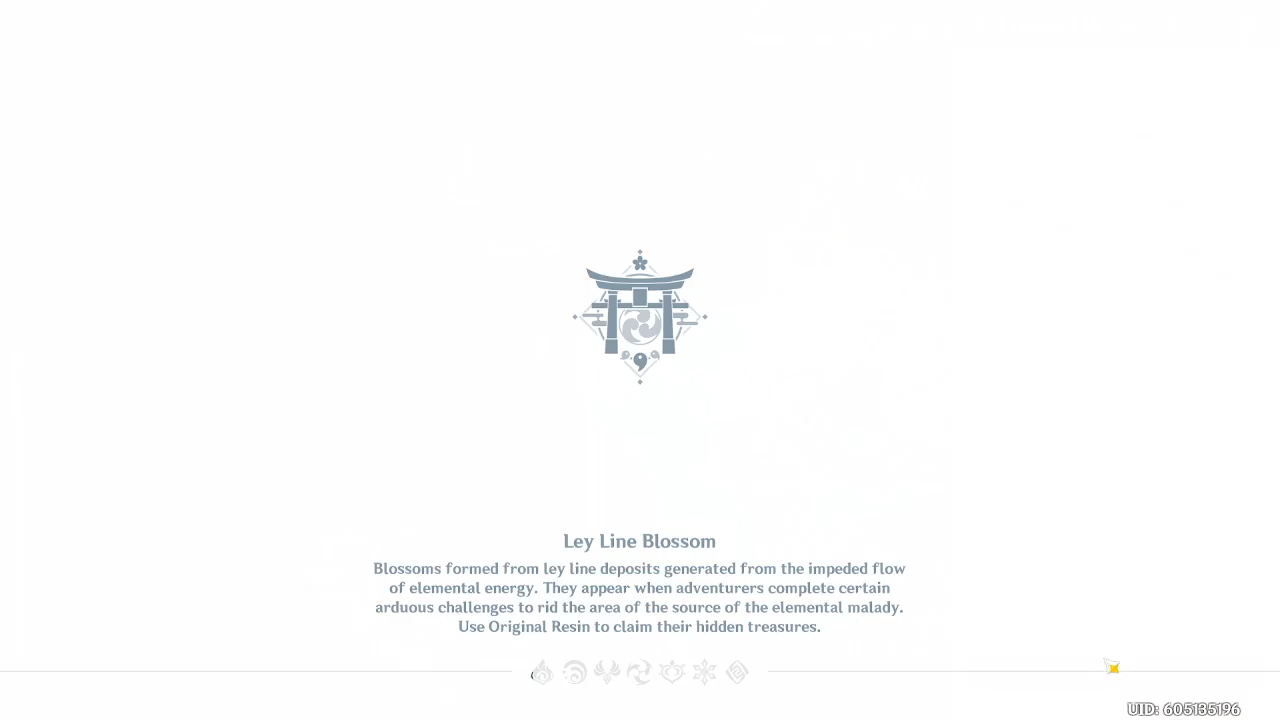 Ley Line Blossom
Blossoms formed from ley line deposits generated from the impeded flow
of elemental energy. They appear when adventurers complete certain
arduous challenges to rid the area of the source of the elemental malady.
Use Original Resin to claim their hidden treasures.
UID: 605135196